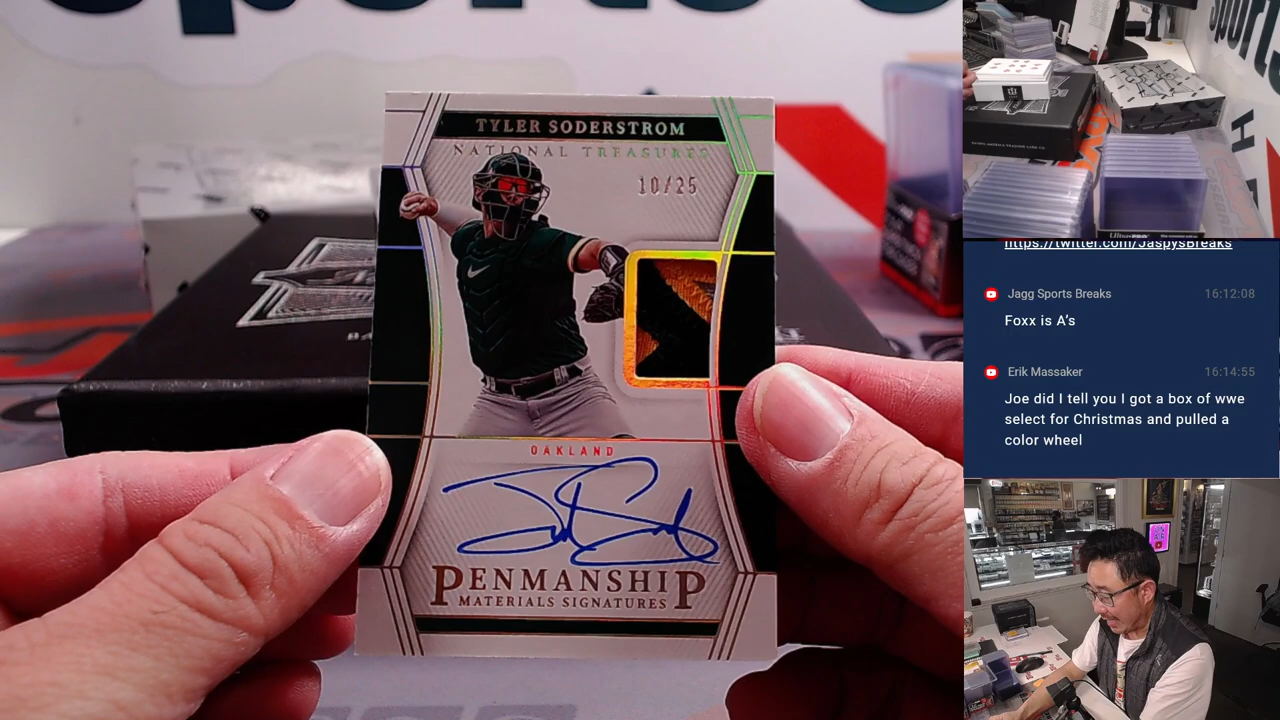 TYLER SODERSTROM
NATIONAL TREASURES
10/25
OAKLAND
PENMANSHIP
MATERIALS SIGNATURES
https://twitter.com/JaspysBreaks
Jagg Sports Breaks 16:12:08
Foxx is A's
Erik Massaker 16:14:55
Joe did I tell you I got a box of wwe
select for Christmas and pulled a
color wheel